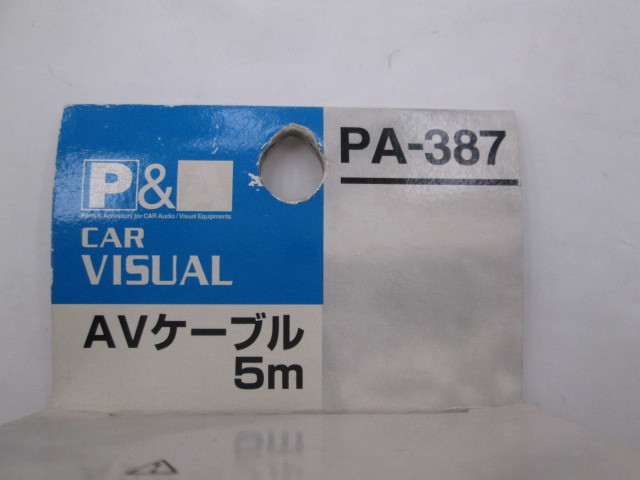 PA-387
P&A
Parts & Accessory for CAR Audio / Visual Equipments
CAR
VISUAL
AVケーブル
5m